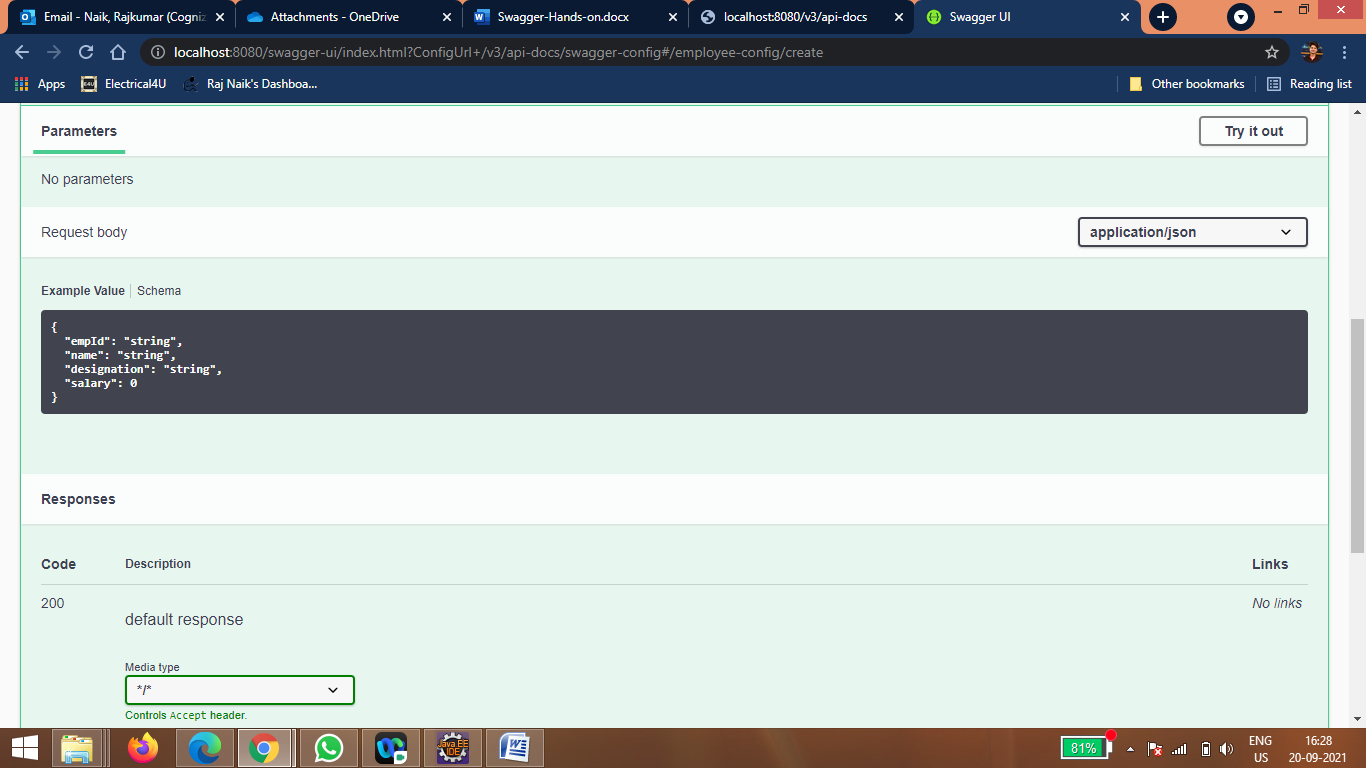 Email - Naik, Rajkumar (Cogniz
Attachments - OneDrive
Swagger-Hands-on.docx
localhost:8080/v3/api-docs
Swagger UI
localhost:8080/swagger-ui/index.html?ConfigUrl+/v3/api-docs/swagger-config#/employee-config/create
Apps
E4U
Electrical4U
Raj Naik's Dashboa...
Other bookmarks
Reading list
Parameters
Try it out
No parameters
Request body
application/json
Example Value
Schema
{
"empId": "string",
"name": "string",
"designation": "string",
"salary": 0
}
Responses
Code
Description
Links
200
default response
No links
Media type
*/*
Controls Accept header.
Java EE
IDE
81%
ENG
US
16:28
20-09-2021